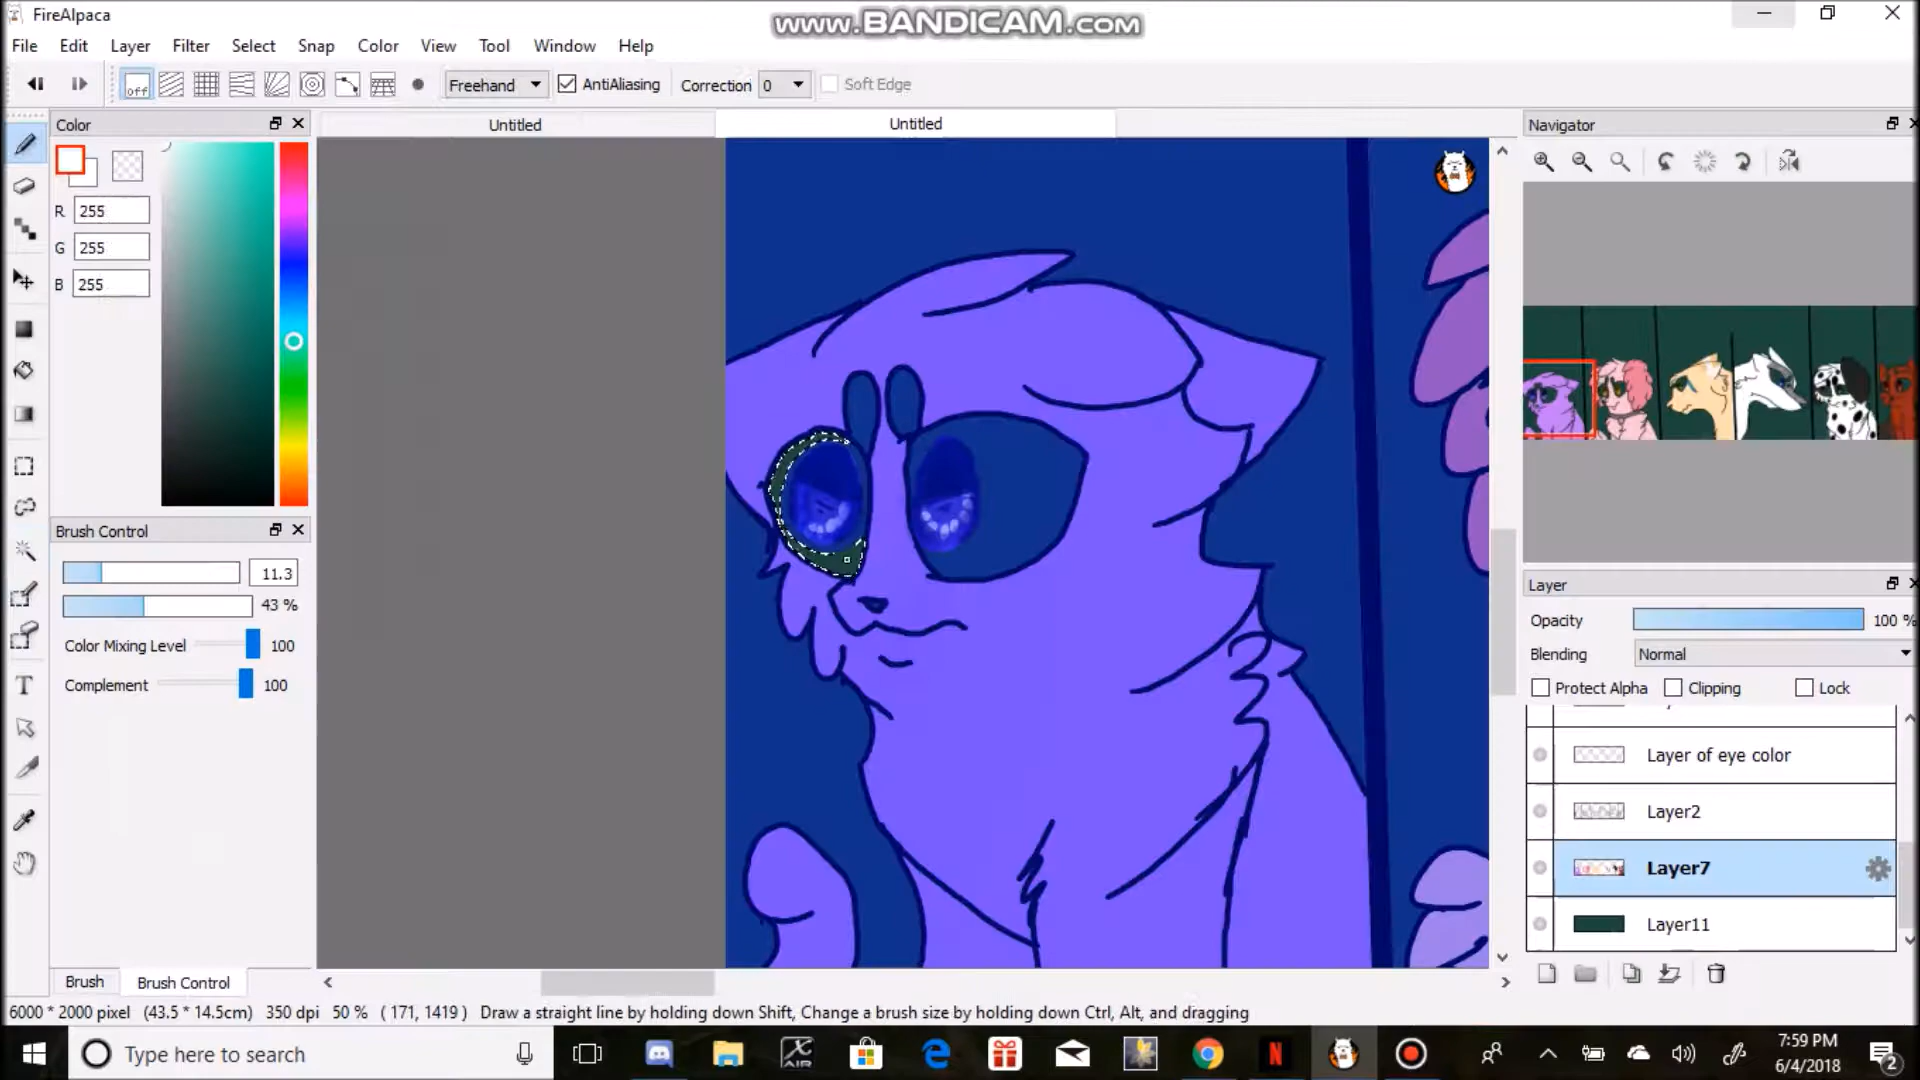 FireAlpaca
www.BANDICAM.com
File Edit Layer Filter Select Snap Color View Tool Window Help
off Freehand AntiAliasing Correction 0 Soft Edge
Color
Untitled Untitled
Navigator
R 255
G 255
B 255
Brush Control
11.3
43 %
Color Mixing Level 100
Complement 100
Layer
Opacity 100 %
Blending Normal
Protect Alpha Clipping Lock
Layer of eye color
Layer2
Layer7
Layer11
Brush Brush Control
6000 * 2000 pixel (43.5 * 14.5cm) 350 dpi 50 % ( 171, 1419 ) Draw a straight line by holding down Shift, Change a brush size by holding down Ctrl, Alt, and dragging
Type here to search
X AIR
7:59 PM
6/4/2018
2